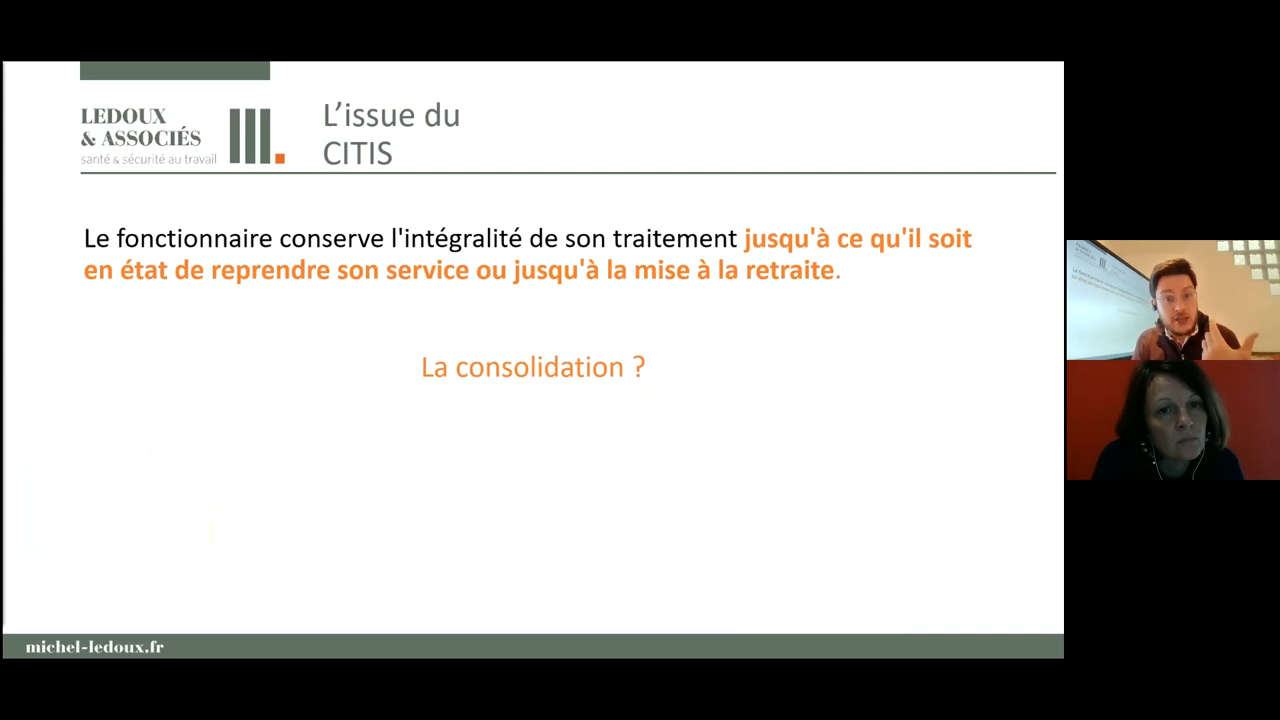 LEDOUX
& ASSOCIÉS
santé & sécurité au travail
L’issue du
CITIS
Le fonctionnaire conserve l'intégralité de son traitement jusqu'à ce qu'il soit
en état de reprendre son service ou jusqu'à la mise à la retraite.
La consolidation ?
michel-ledoux.fr